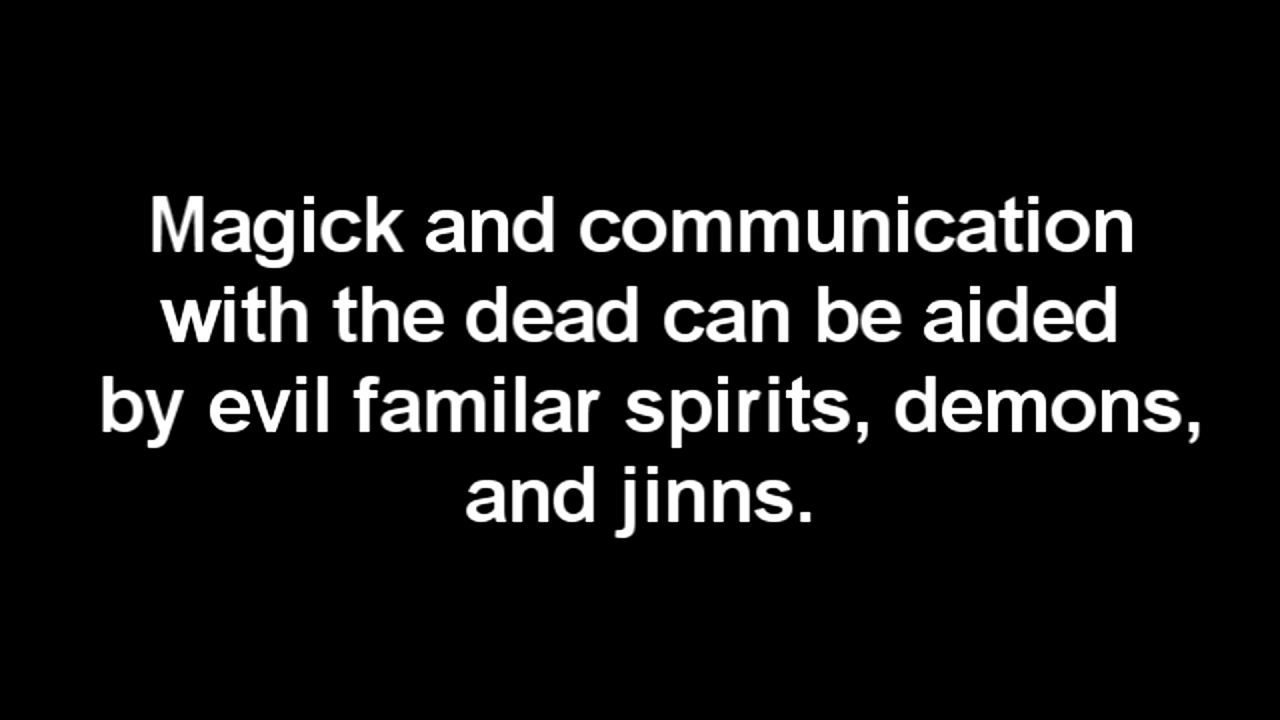 Magick and communication
with the dead can be aided
by evil familar spirits, demons,
and jinns.